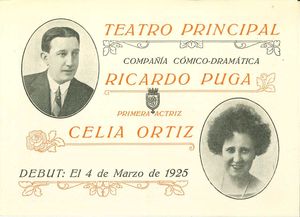 TEATRO PRINCIPAL
COMPAÑÍA CÓMICO-DRAMÁTICA
RICARDO PUGA
PRIMERA ACTRIZ
CELIA ORTIZ
DEBUT: El 4 de Marzo de 1925